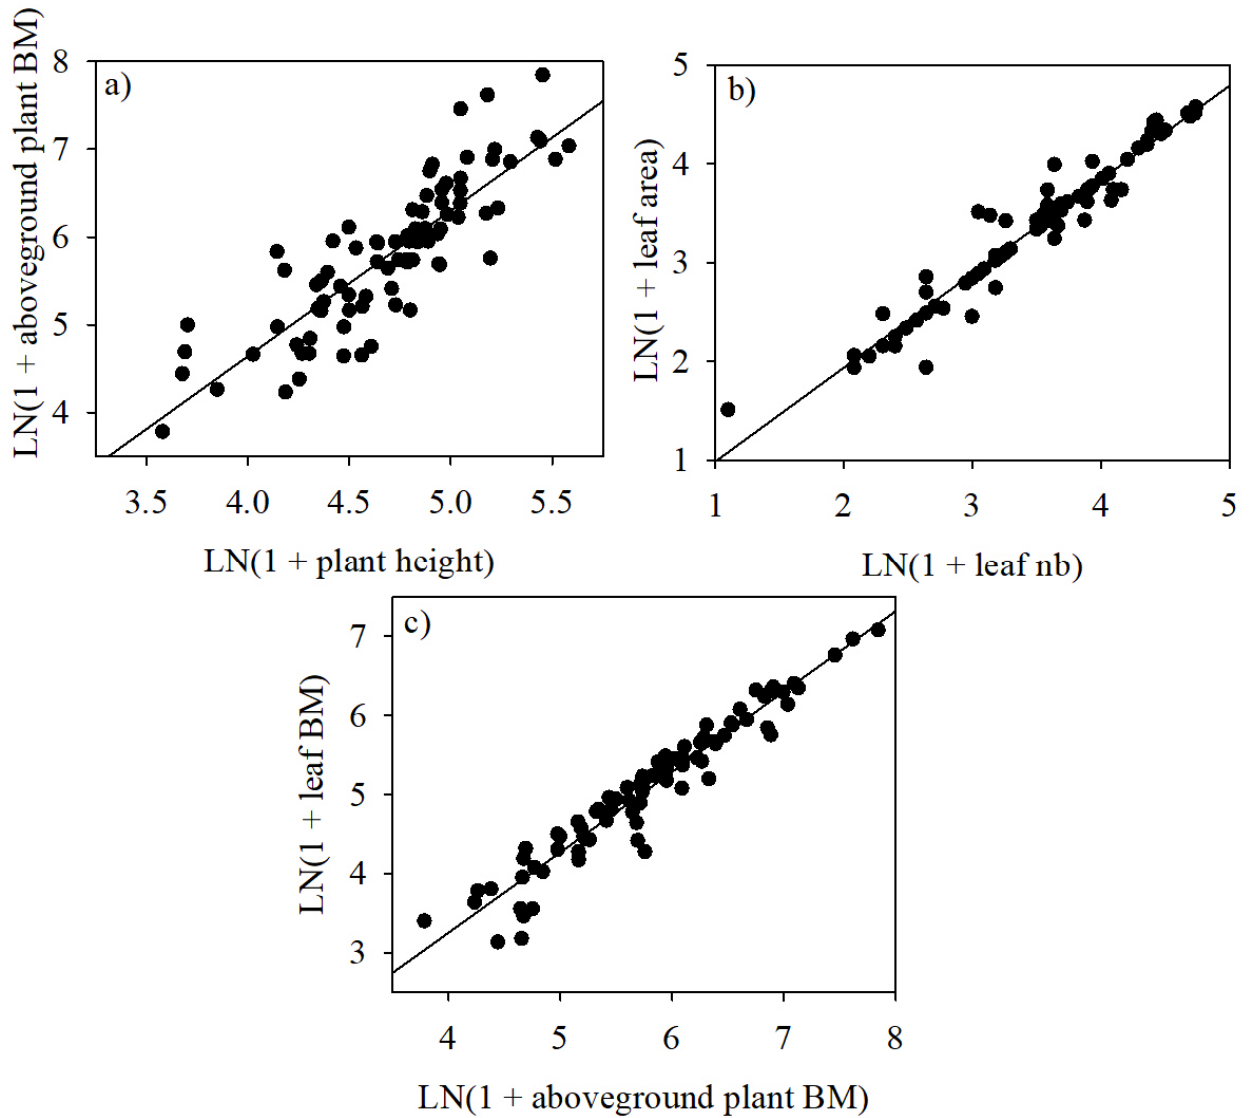 a)
LN(1 + aboveground plant BM)
8
7
6
5
4
3.5 4.0 4.5 5.0 5.5
LN(1 + plant height)
b)
LN(1 + leaf area)
5
4
3
2
1
1 2 3 4 5
LN(1 + leaf nb)
c)
LN(1 + leaf BM)
7
6
5
4
3
4 5 6 7 8
LN(1 + aboveground plant BM)